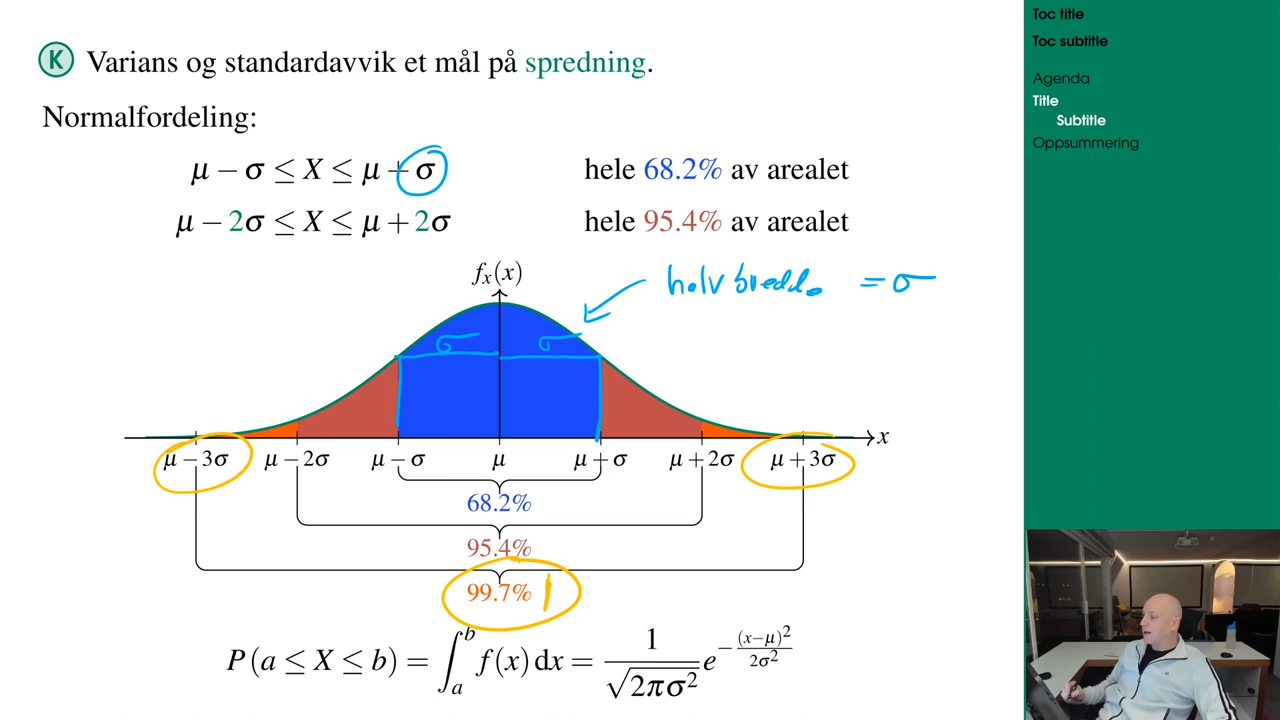 K Varians og standardavvik et mål på spredning.
Normalfordeling:
μ − σ ≤ X ≤ μ + σ hele 68.2% av arealet
μ − 2σ ≤ X ≤ μ + 2σ hele 95.4% av arealet
fₓ(x)
halv bredde = σ
σ σ
x
μ − 3σ μ − 2σ μ − σ μ μ + σ μ + 2σ μ + 3σ
68.2%
95.4%
99.7%
P(a ≤ X ≤ b) = ∫ₐᵇ f(x) dx = 1/√(2πσ²) e^(−(x−μ)²/(2σ²))
Toc title
Toc subtitle
Agenda
Title
Subtitle
Oppsummering